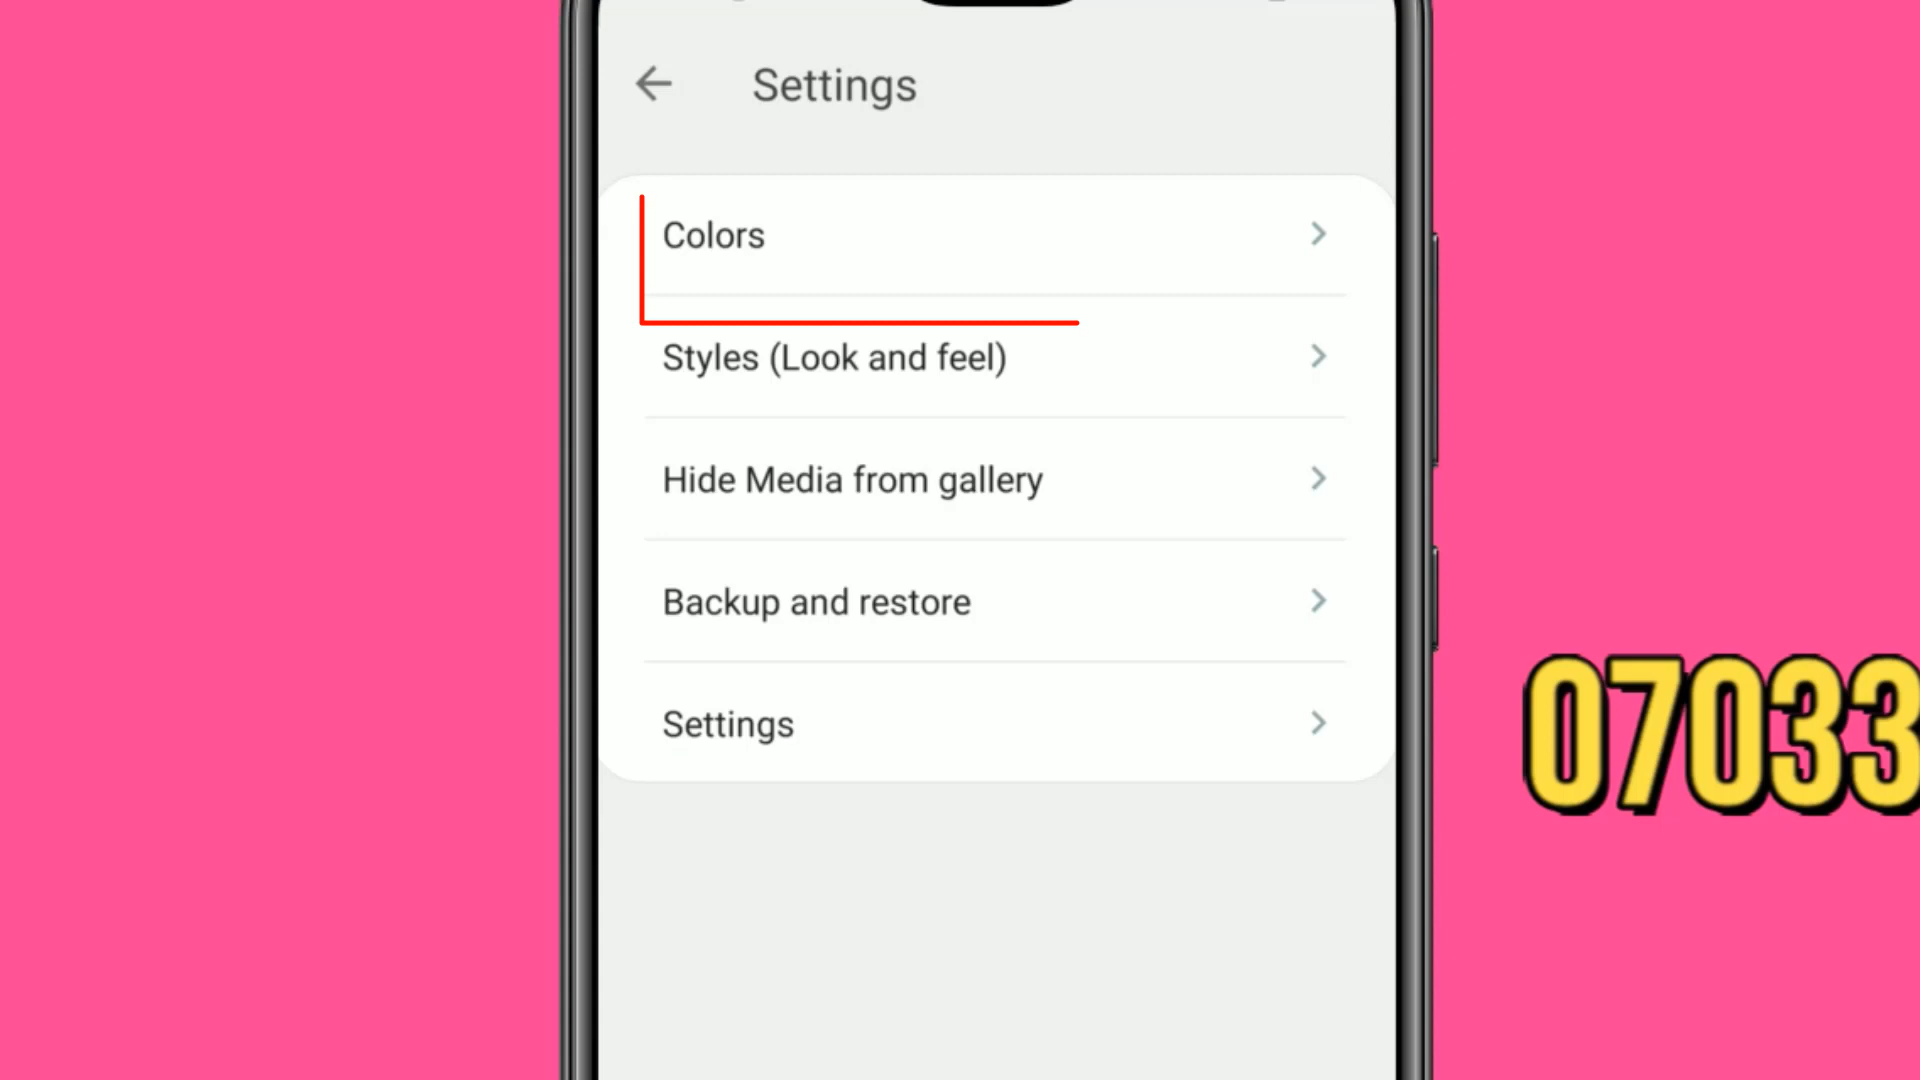 Settings
Colors
Styles (Look and feel)
Hide Media from gallery
Backup and restore
Settings
07033